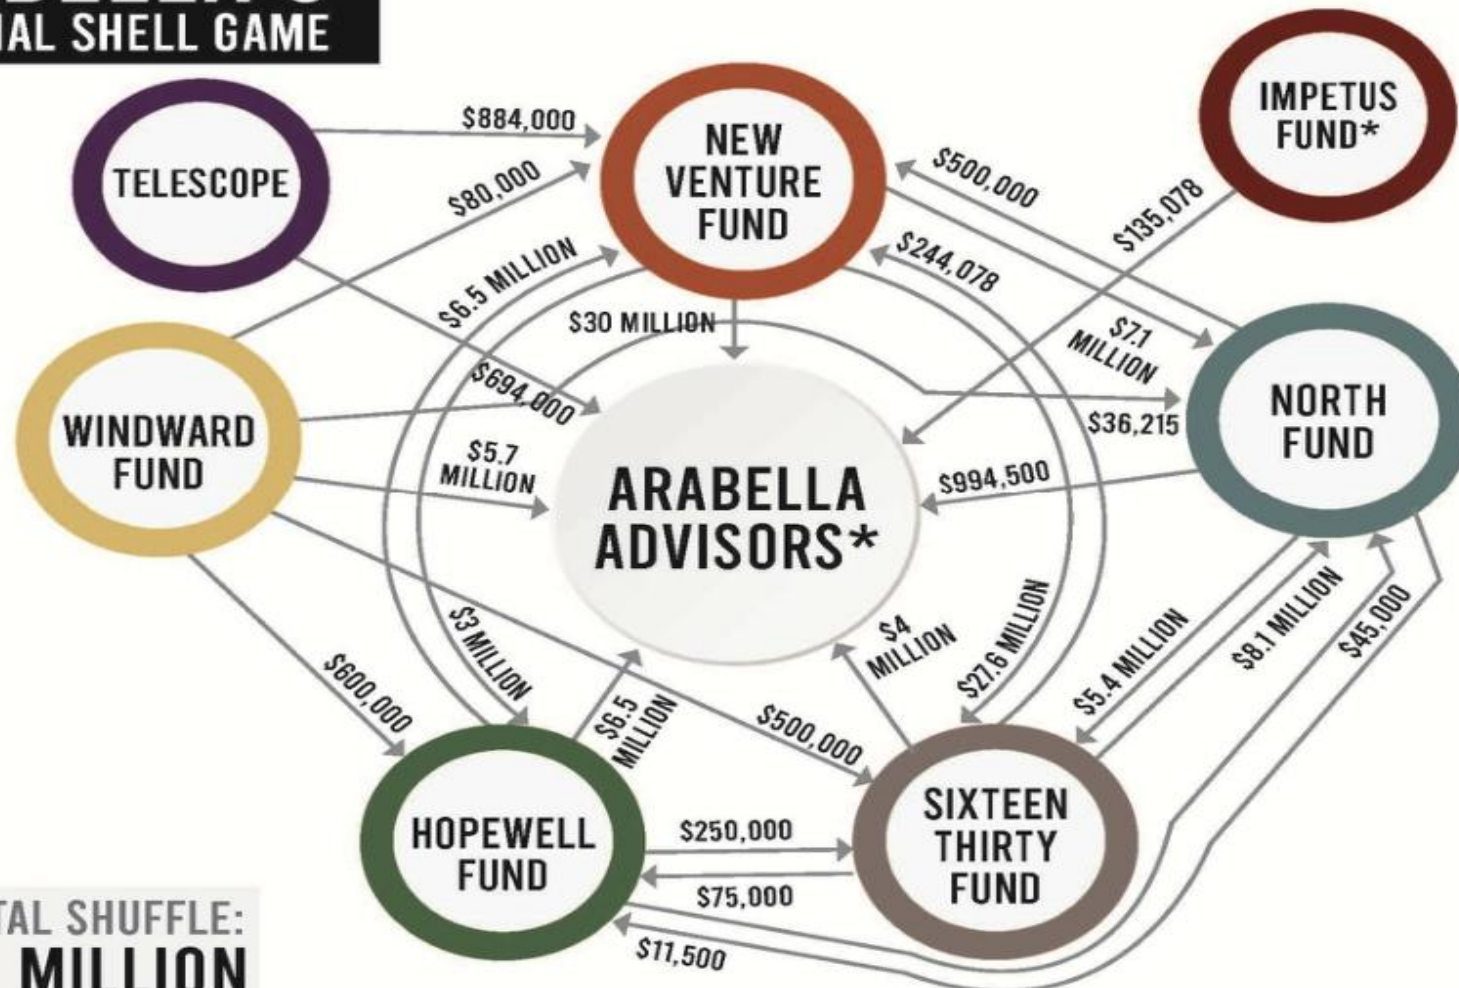 SHELL GAME
TELESCOPE
$884,000
NEW
VENTURE
FUND
IMPETUS
FUND*
$80,000
$500,000
$135,078
$6.5 MILLION
$244,078
$30 MILLION
$7.1
MILLION
$694,000
WINDWARD
FUND
$36,215
NORTH
FUND
$5.7
MILLION
ARABELLA
ADVISORS*
$994,500
$3 MILLION
$4
MILLION
$27.6 MILLION
$5.4 MILLION
$8.1 MILLION
$45,000
$600,000
$6.5
MILLION
$500,000
HOPEWELL
FUND
$250,000
$75,000
SIXTEEN
THIRTY
FUND
$11,500
SHUFFLE:
MILLION